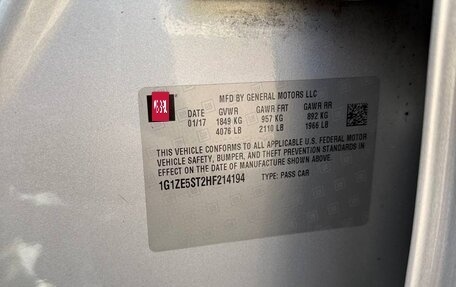 MFD BY GENERAL MOTORS LLC
DATE GVWR GAWR FRT GAWR RR
01/17 1849 KG 957 KG 892 KG
4076 LB 2110 LB 1966 LB
THIS VEHICLE CONFORMS TO ALL APPLICABLE U.S. FEDERAL MOTOR
VEHICLE SAFETY, BUMPER, AND THEFT PREVENTION STANDARDS IN
EFFECT ON THE DATE OF MANUFACTURE SHOWN ABOVE.
1G1ZE5ST2HF214194 TYPE: PASS CAR